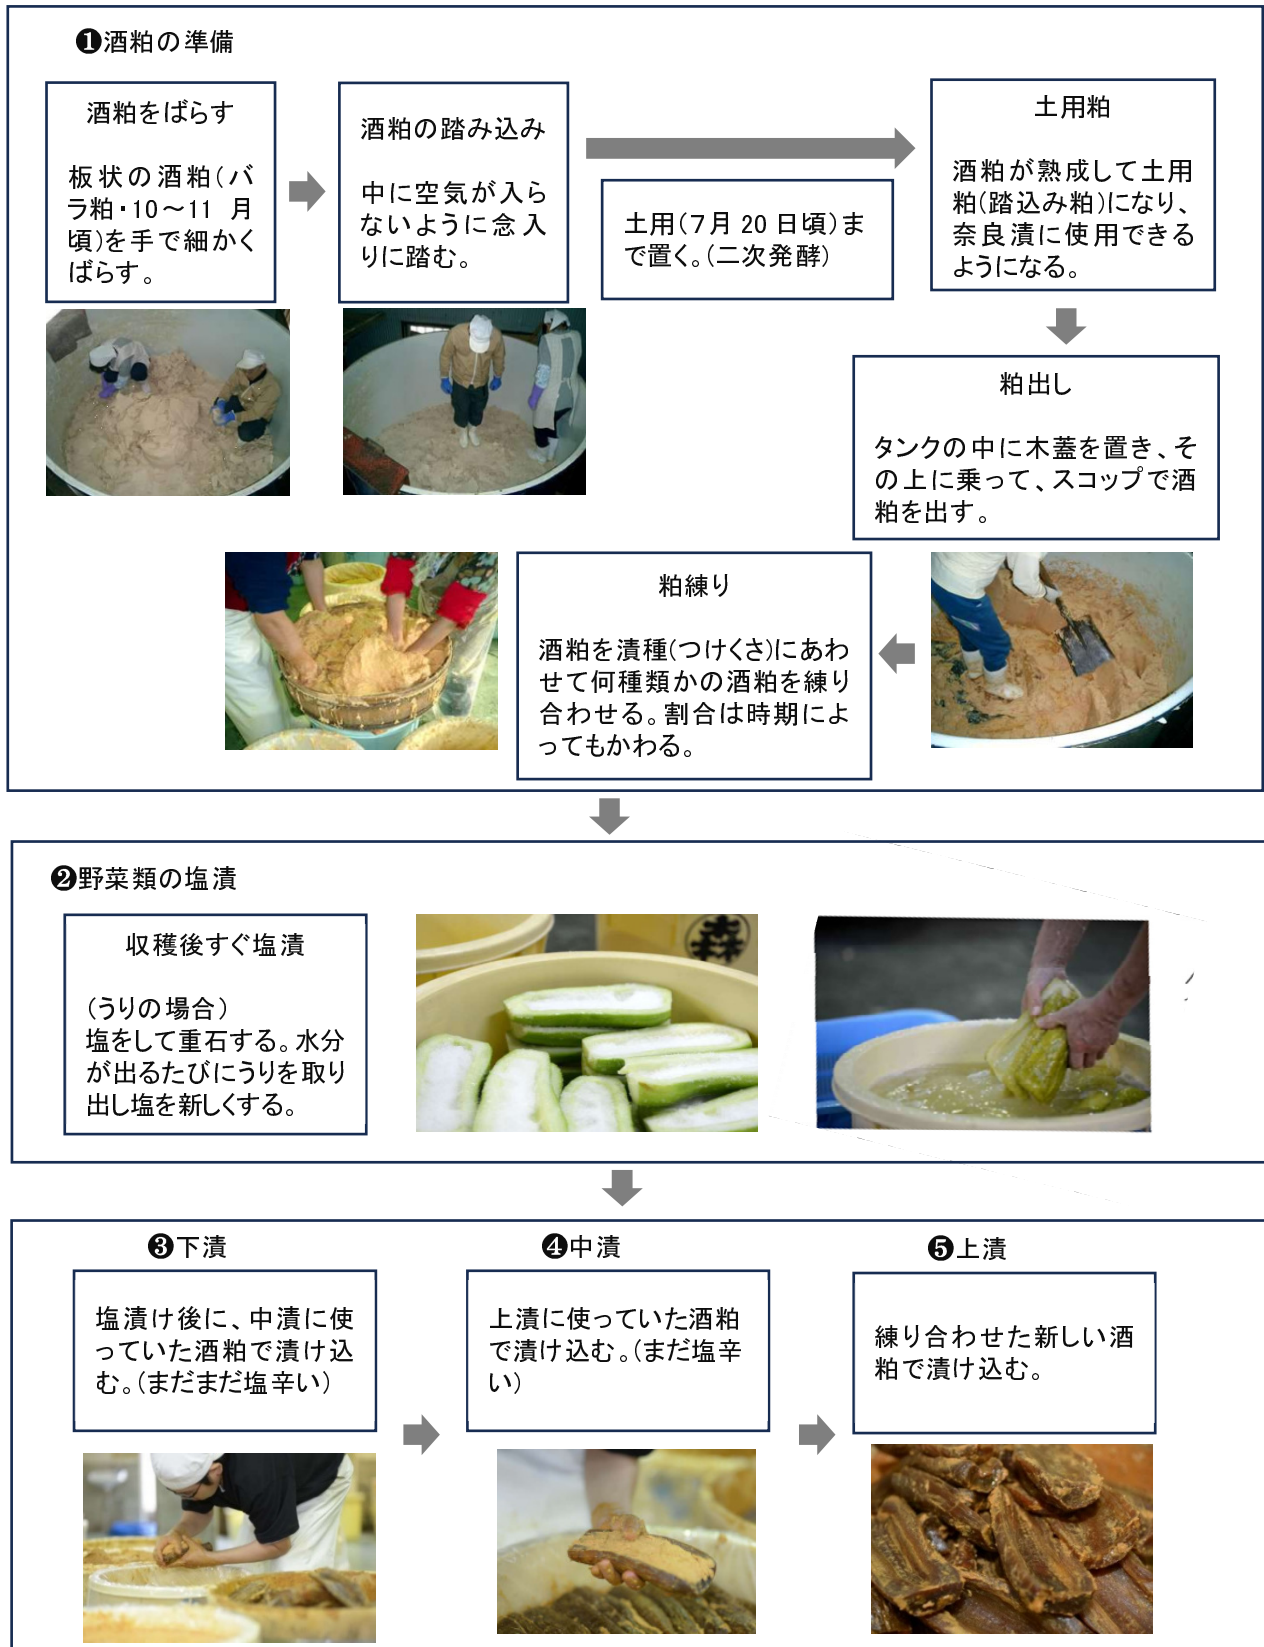 ❶酒粕の準備
酒粕をばらす
板状の酒粕(バ
ラ粕・10～11 月
頃)を手で細かく
ばらす。
酒粕の踏み込み
中に空気が入ら
ないように念入
りに踏む。
土用(7月 20 日頃)ま
で置く。(二次発酵)
土用粕
酒粕が熟成して土用
粕(踏込み粕)になり、
奈良漬に使用できる
ようになる。
粕出し
タンクの中に木蓋を置き、そ
の上に乗って、スコップで酒
粕を出す。
粕練り
酒粕を漬種(つけくさ)にあわ
せて何種類かの酒粕を練り
合わせる。割合は時期によ
ってもかわる。
❷野菜類の塩漬
収穫後すぐ塩漬
(うりの場合)
塩をして重石する。水分
が出るたびにうりを取り
出し塩を新しくする。
森
❸下漬
塩漬け後に、中漬に使
っていた酒粕で漬け込
む。(まだまだ塩辛い)
❹中漬
上漬に使っていた酒粕
で漬け込む。(まだ塩辛
い)
❺上漬
練り合わせた新しい酒
粕で漬け込む。